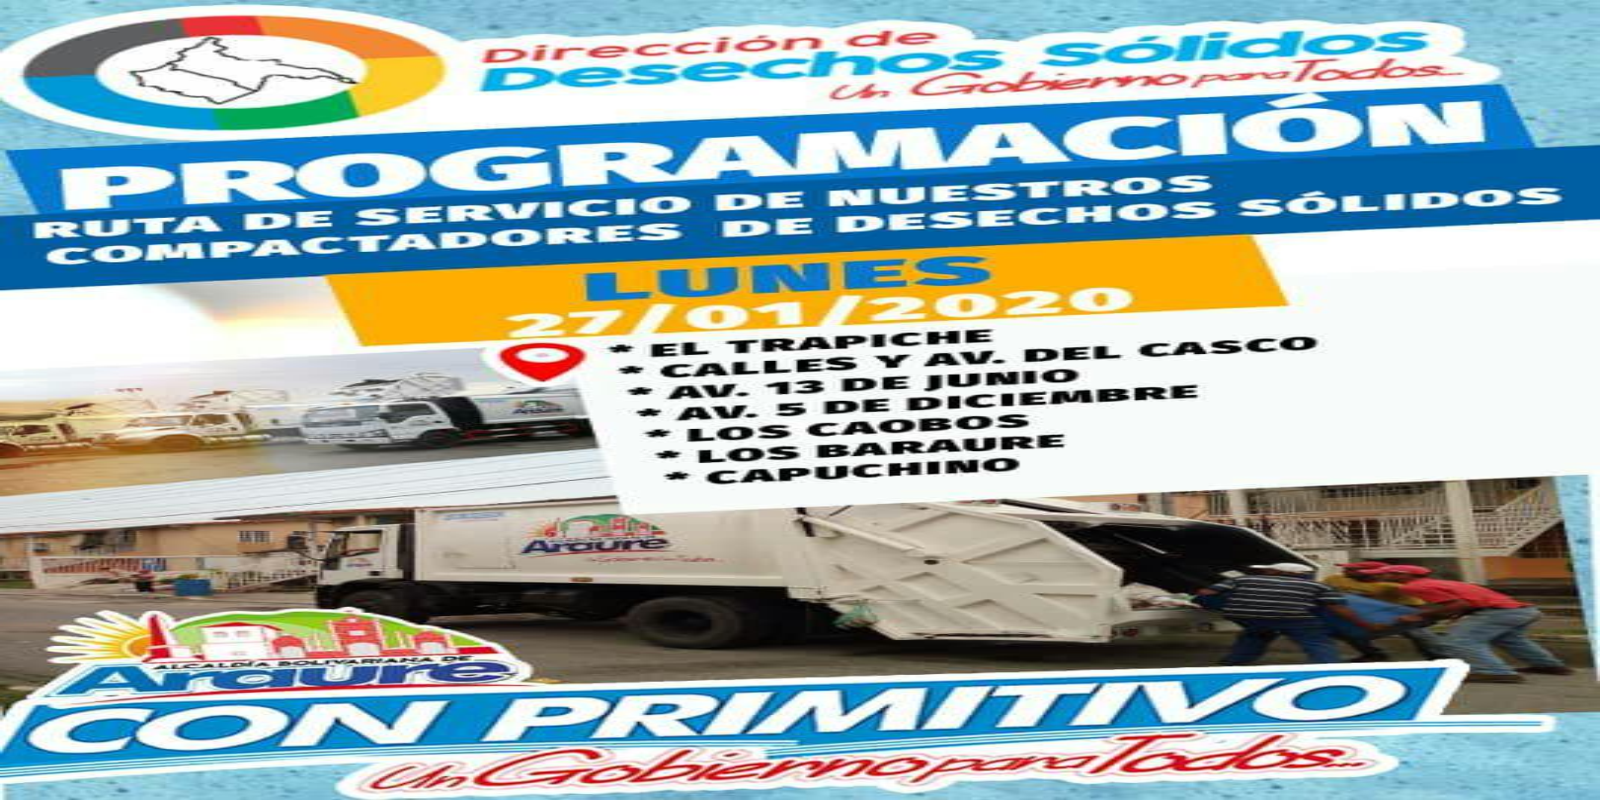 Dirección de
Desechos Sólidos
Un Gobierno para Todos...
PROGRAMACIÓN
RUTA DE SERVICIO DE NUESTROS
COMPACTADORES DE DESECHOS SÓLIDOS
LUNES
27/01/2020
* EL TRAPICHE
* CALLES Y AV. DEL CASCO
* AV. 13 DE JUNIO
* AV. 5 DE DICIEMBRE
* LOS CAOBOS
* LOS BARAURE
* CAPUCHINO
Araure
Araure
ALCALDÍA BOLIVARIANA DE
Araure
CON PRIMITIVO
Un Gobierno para Todos...